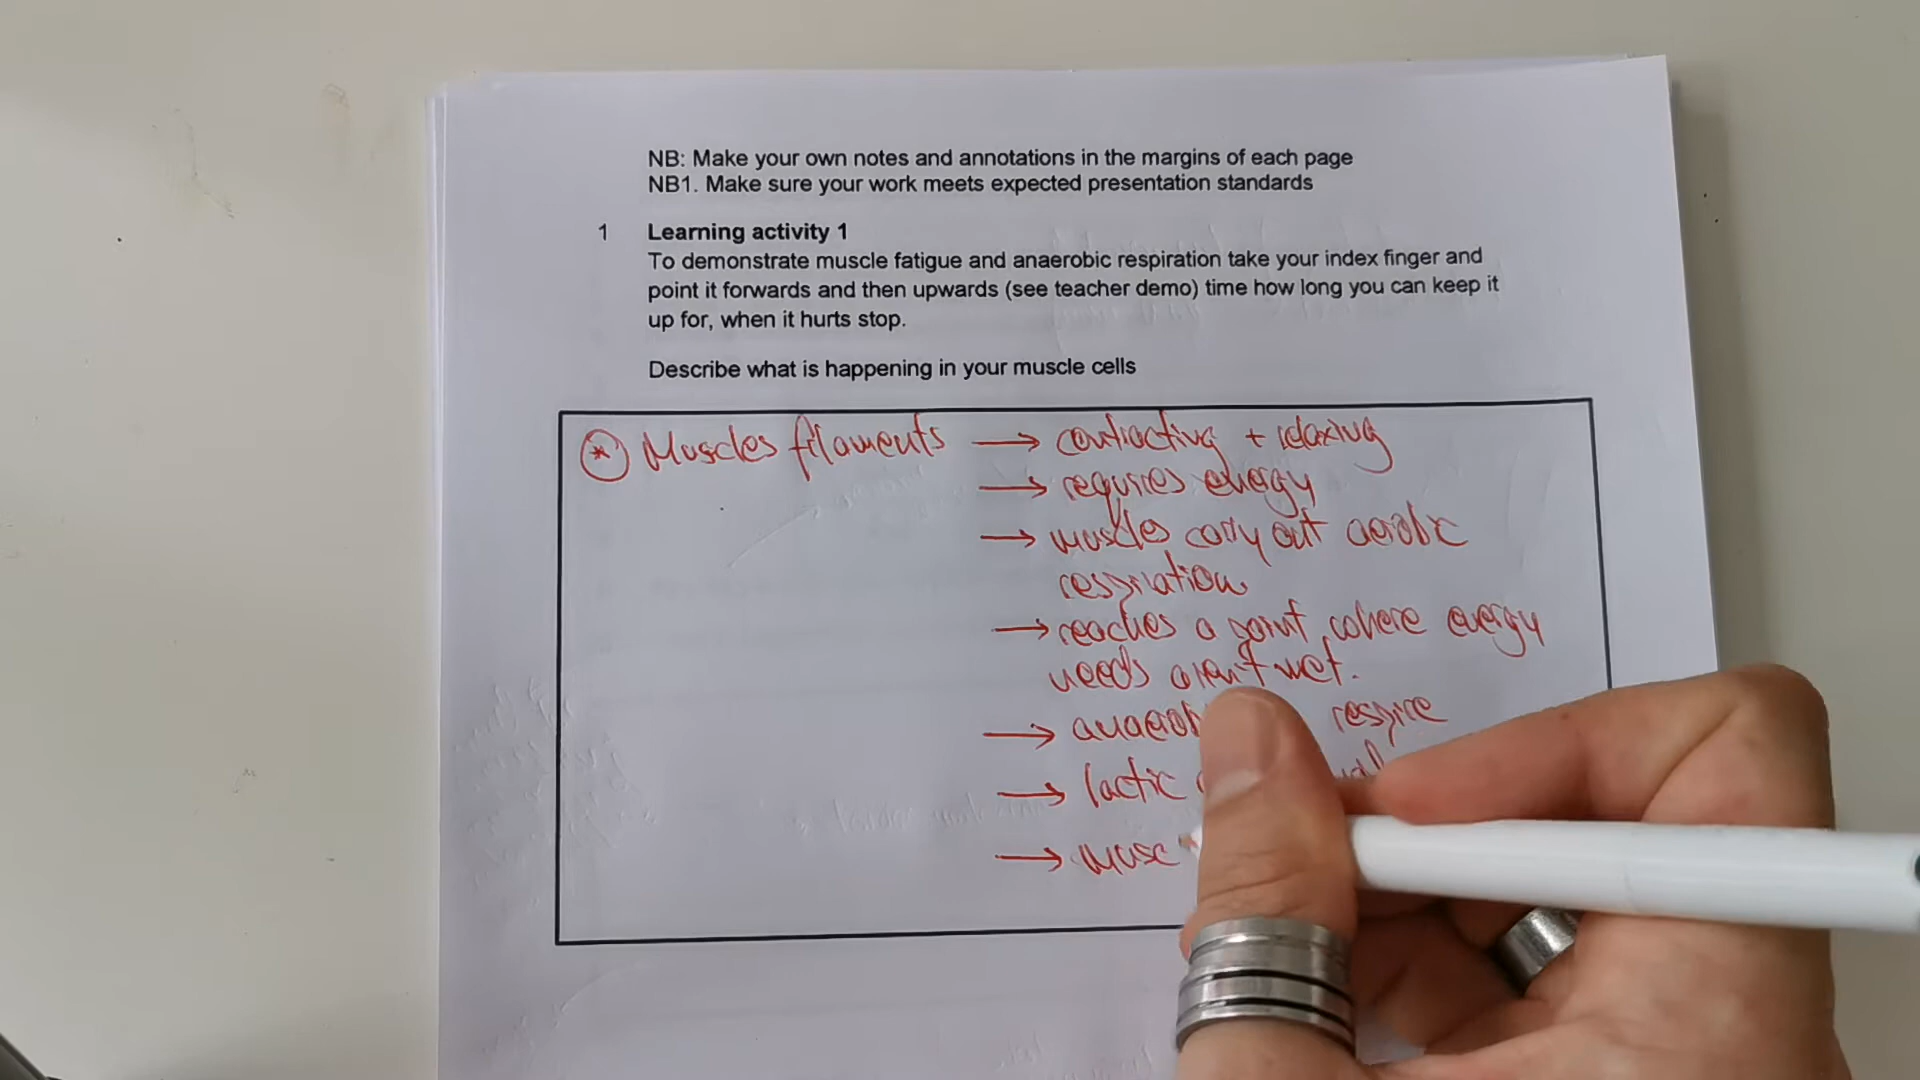 NB: Make your own notes and annotations in the margins of each page
NB1. Make sure your work meets expected presentation standards
1 Learning activity 1
To demonstrate muscle fatigue and anaerobic respiration take your index finger and
point it forwards and then upwards (see teacher demo) time how long you can keep it
up for, when it hurts stop.
Describe what is happening in your muscle cells
* Muscles filaments → contracting + relaxing
→ requires energy
→ muscles carry out aerobic
respiration
→ reaches a point where energy
needs aren't met.
→ anaerob respire
→ lactic
→ musc